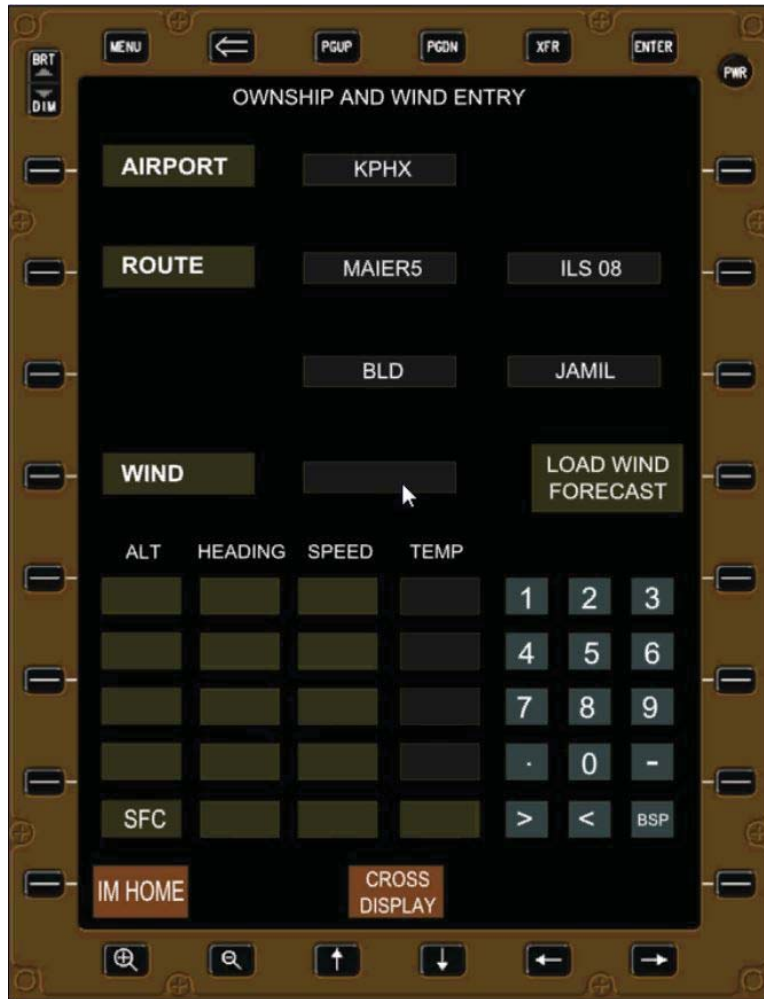 MENU PGUP PGDN XFR ENTER
BRT
DIM
PWR
OWNSHIP AND WIND ENTRY
AIRPORT KPHX
ROUTE MAIER5 ILS 08
BLD JAMIL
WIND
LOAD WIND
FORECAST
ALT HEADING SPEED TEMP
1 2 3
4 5 6
7 8 9
. 0 -
SFC > < BSP
IM HOME
CROSS
DISPLAY